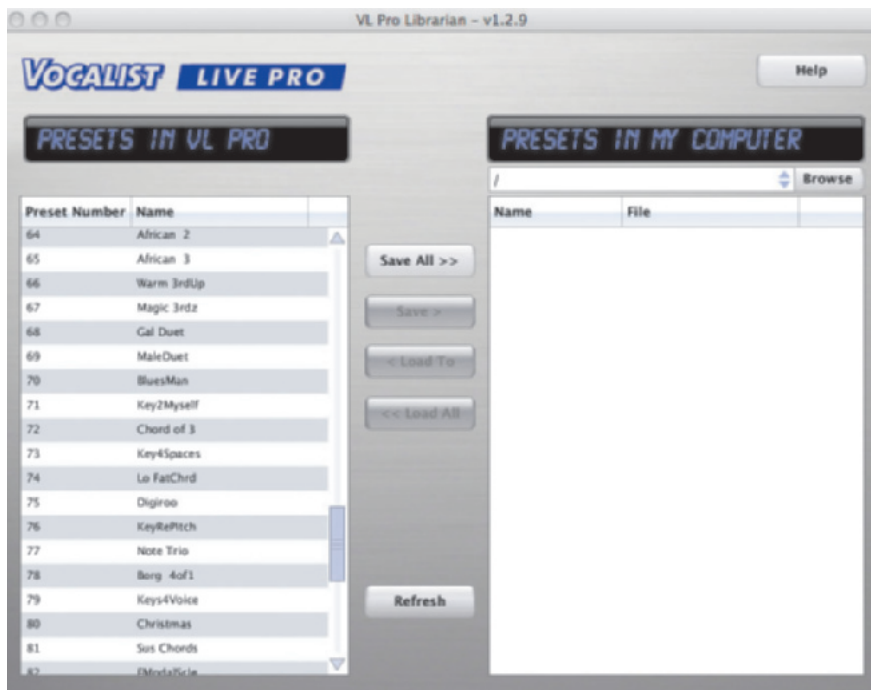 VL Pro Librarian – v1.2.9
VOCALIST LIVE PRO
Help
PRESETS IN VL PRO
PRESETS IN MY COMPUTER
/
Browse
Preset Number Name
Name File
64 African 2
65 African 3
66 Warm 3rdUp
67 Magic 3rdz
68 Gal Duet
69 MaleDuet
70 BluesMan
71 Key2Myself
72 Chord of 3
73 Key4Spaces
74 Lo FatChrd
75 Digiroo
76 KeyRePitch
77 Note Trio
78 Borg 4of1
79 Keys4Voice
80 Christmas
81 Sus Chords
82
Save All >>
Save >
< Load To
<< Load All
Refresh